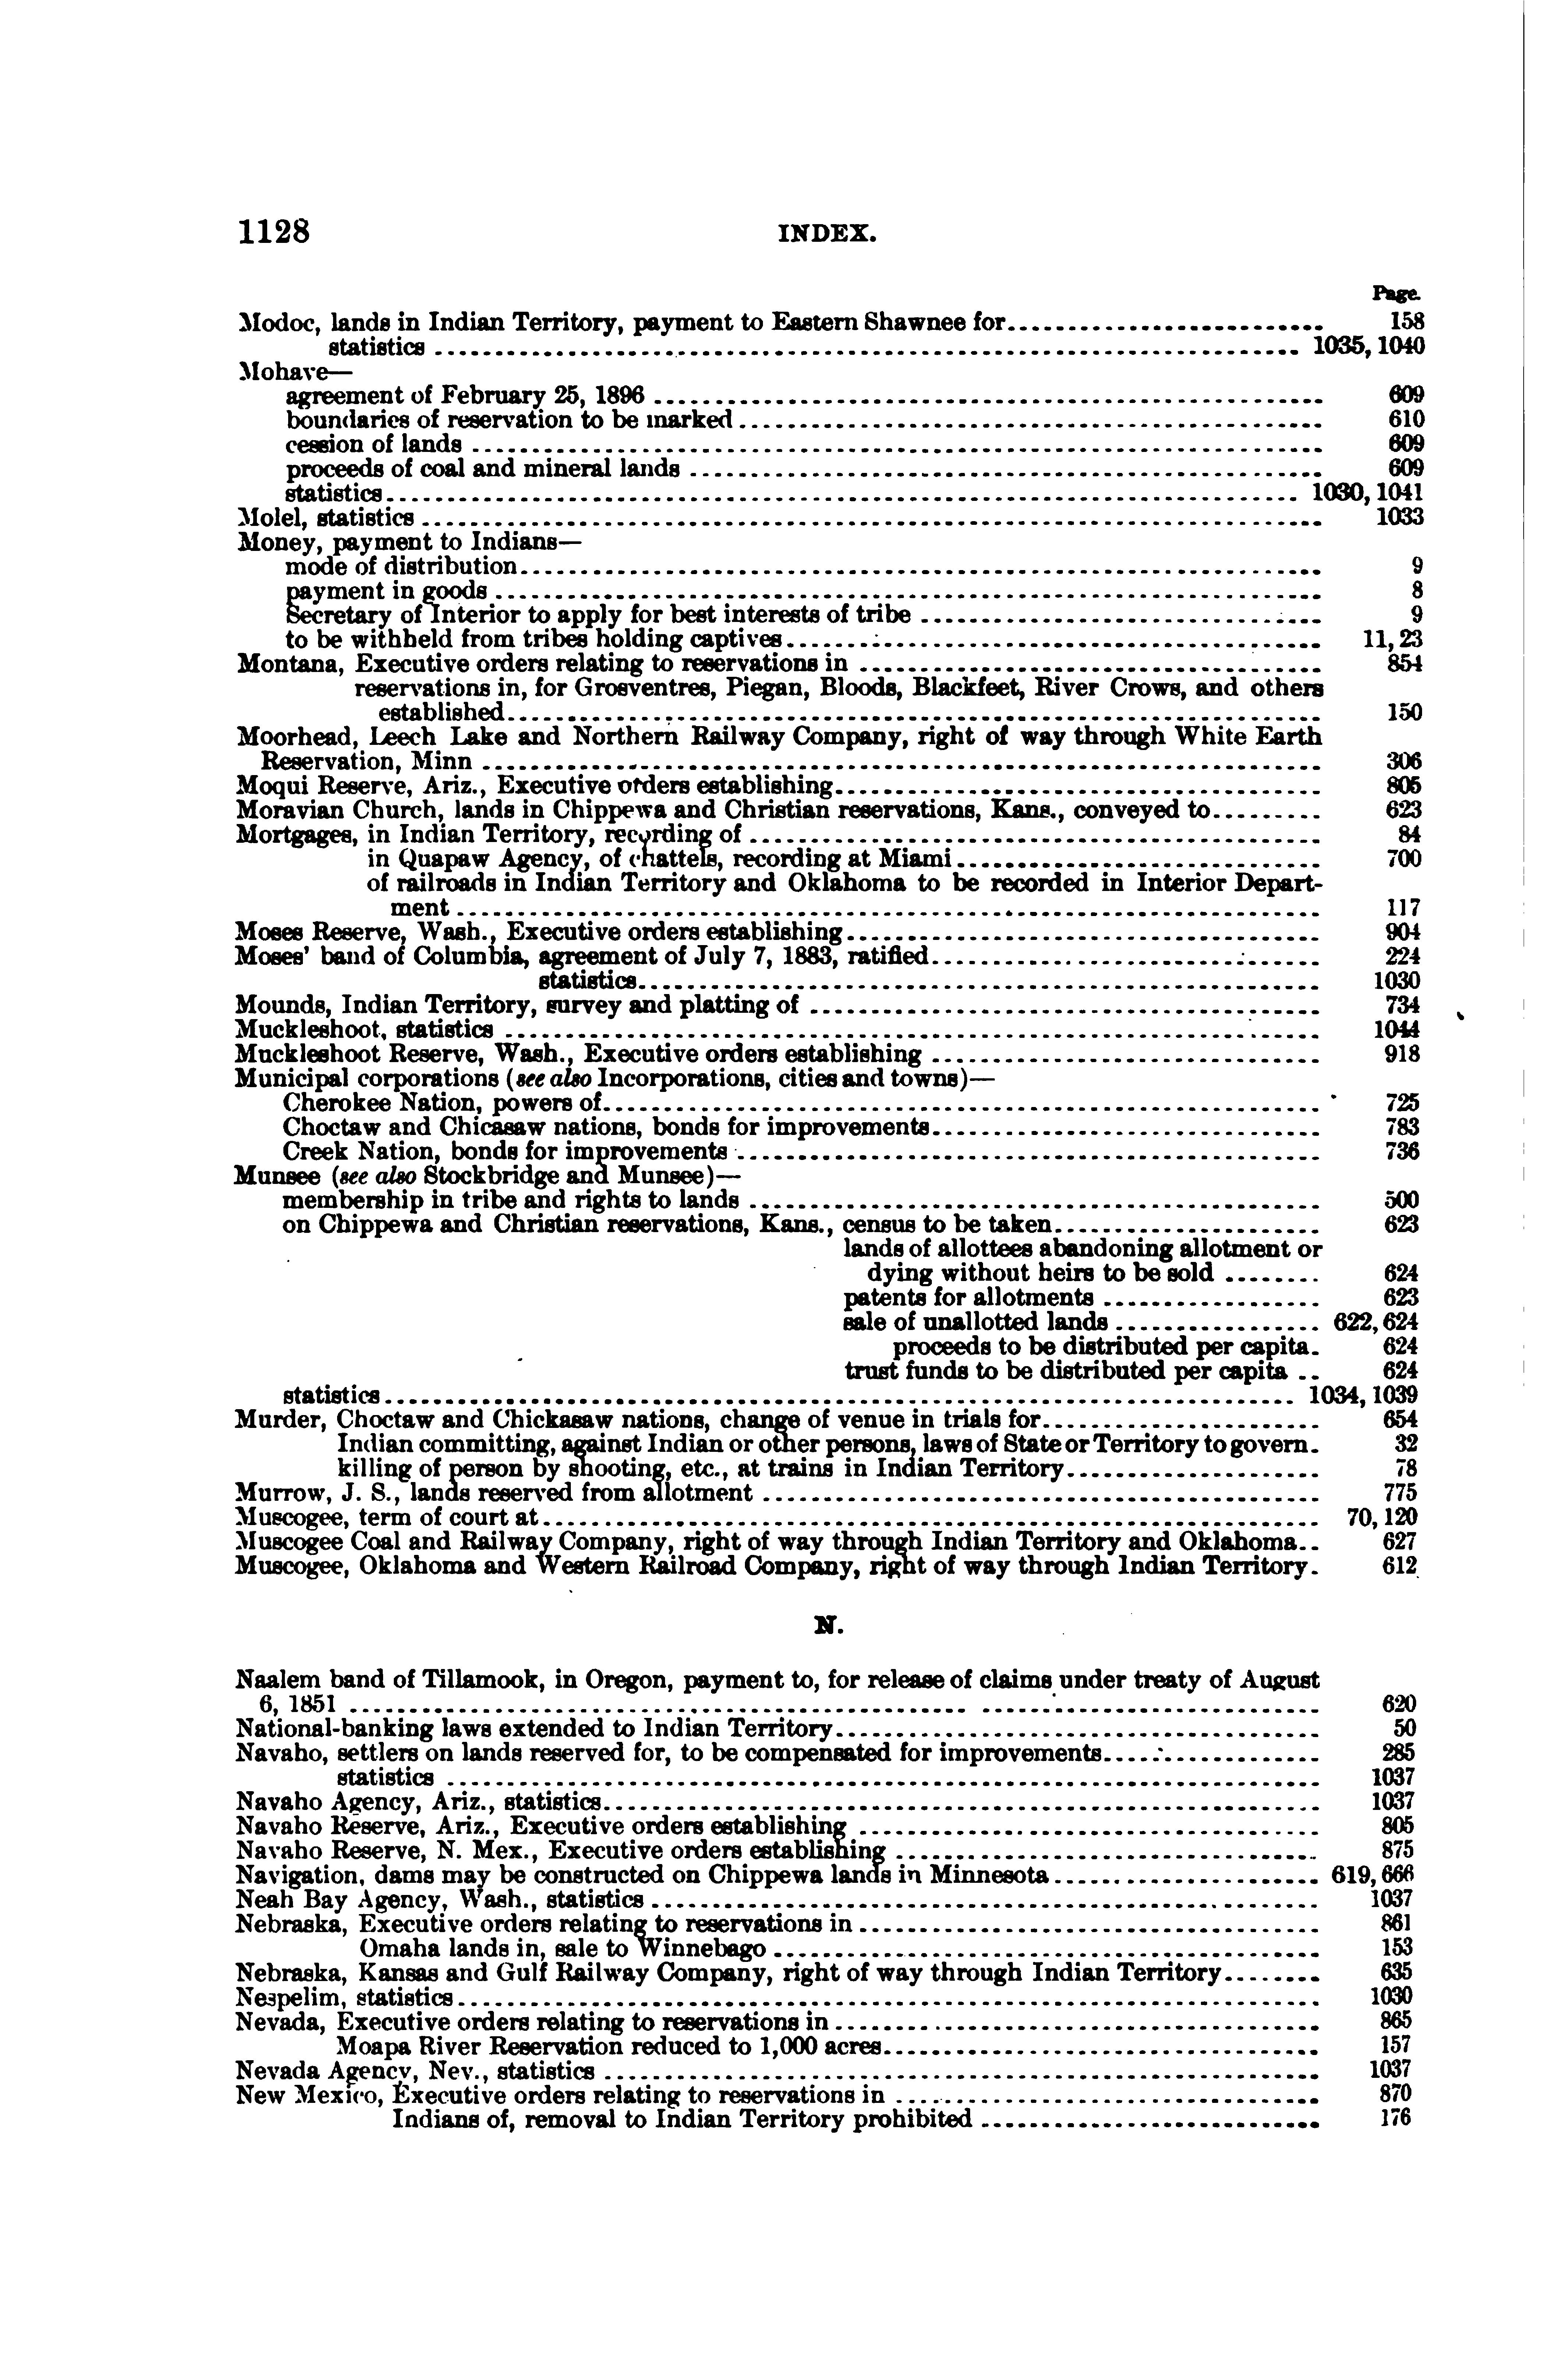 1128 INDEX.
Page.
Modoc, lands in Indian Territory, payment to Eastern Shawnee for 158
statistics 1035, 1040
Mohave—
agreement of February 25, 1896 609
boundaries of reservation to be marked 610
cession of lands 609
proceeds of coal and mineral lands 609
statistics 1030, 1041
Molel, statistics 1033
Money, payment to Indians—
mode of distribution 9
payment in goods 8
Secretary of Interior to apply for best interests of tribe 9
to be withheld from tribes holding captives 11, 23
Montana, Executive orders relating to reservations in 854
reservations in, for Grosventres, Piegan, Bloods, Blackfeet, River Crows, and others
established 150
Moorhead, Leech Lake and Northern Railway Company, right of way through White Earth
Reservation, Minn 306
Moqui Reserve, Ariz., Executive orders establishing 805
Moravian Church, lands in Chippewa and Christian reservations, Kans., conveyed to 623
Mortgages, in Indian Territory, recording of 84
in Quapaw Agency, of chattels, recording at Miami 700
of railroads in Indian Territory and Oklahoma to be recorded in Interior Depart-
ment 117
Moses Reserve, Wash., Executive orders establishing 904
Moses' band of Columbia, agreement of July 7, 1883, ratified 224
statistics 1030
Mounds, Indian Territory, survey and platting of 734
Muckleshoot, statistics 1044
Muckleshoot Reserve, Wash., Executive orders establishing 918
Municipal corporations (see also Incorporations, cities and towns)—
Cherokee Nation, powers of 725
Choctaw and Chicasaw nations, bonds for improvements 783
Creek Nation, bonds for improvements 736
Munsee (see also Stockbridge and Munsee)—
membership in tribe and rights to lands 500
on Chippewa and Christian reservations, Kans., census to be taken 623
lands of allottees abandoning allotment or
dying without heirs to be sold 624
patents for allotments 623
sale of unallotted lands 622, 624
proceeds to be distributed per capita. 624
trust funds to be distributed per capita 624
statistics 1034, 1039
Murder, Choctaw and Chickasaw nations, change of venue in trials for 654
Indian committing, against Indian or other persons, laws of State or Territory to govern. 32
killing of person by shooting, etc., at trains in Indian Territory 78
Murrow, J. S., lands reserved from allotment 775
Muscogee, term of court at 70, 120
Muscogee Coal and Railway Company, right of way through Indian Territory and Oklahoma 627
Muscogee, Oklahoma and Western Railroad Company, right of way through Indian Territory. 612
N.
Naalem band of Tillamook, in Oregon, payment to, for release of claims under treaty of August
6, 1851 620
National-banking laws extended to Indian Territory 50
Navaho, settlers on lands reserved for, to be compensated for improvements 285
statistics 1037
Navaho Agency, Ariz., statistics 1037
Navaho Reserve, Ariz., Executive orders establishing 805
Navaho Reserve, N. Mex., Executive orders establishing 875
Navigation, dams may be constructed on Chippewa lands in Minnesota 619, 666
Neah Bay Agency, Wash., statistics 1037
Nebraska, Executive orders relating to reservations in 861
Omaha lands in, sale to Winnebago 153
Nebraska, Kansas and Gulf Railway Company, right of way through Indian Territory 635
Nespelim, statistics 1030
Nevada, Executive orders relating to reservations in 865
Moapa River Reservation reduced to 1,000 acres 157
Nevada Agency, Nev., statistics 1037
New Mexico, Executive orders relating to reservations in 870
Indians of, removal to Indian Territory prohibited 176